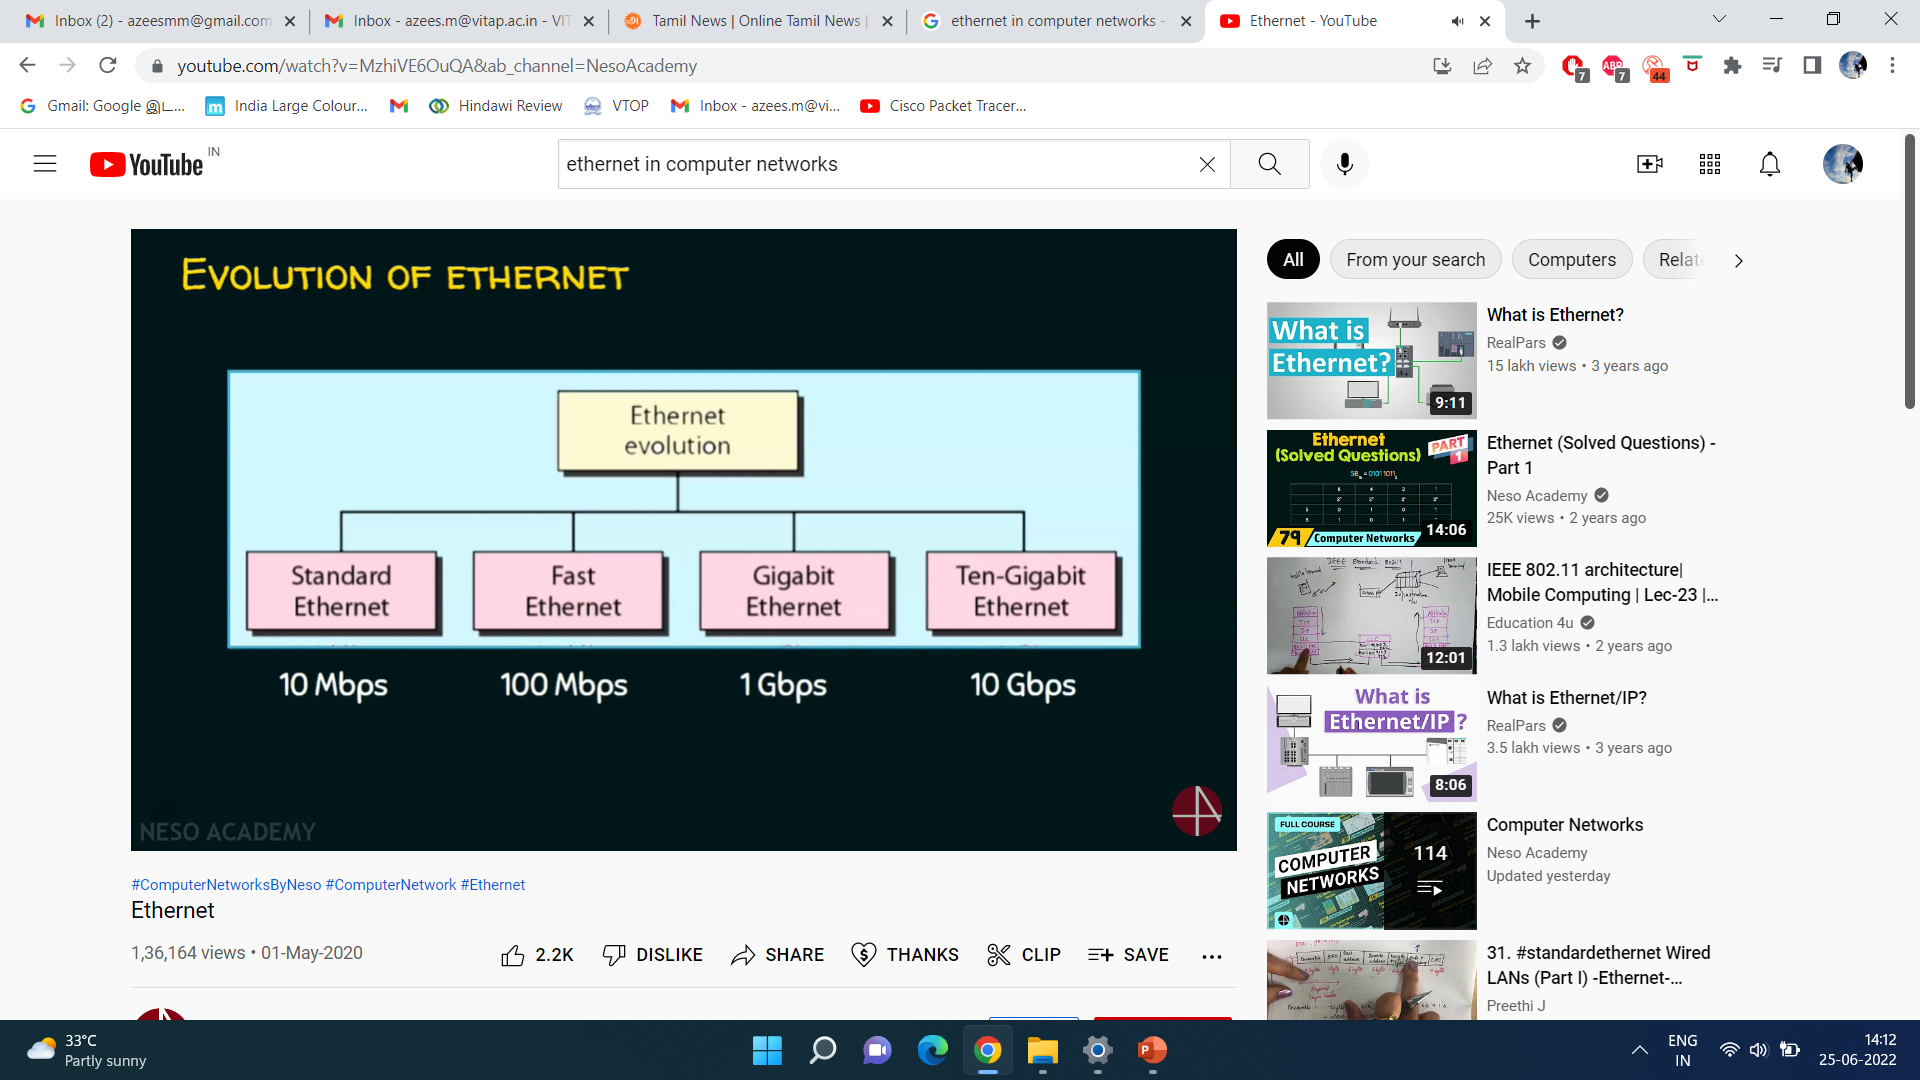 Inbox (2) - azeesmm@gmail.com
Inbox - azees.m@vitap.ac.in - VIT
Tamil News | Online Tamil News |
ethernet in computer networks -
Ethernet - YouTube
youtube.com/watch?v=MzhiVE6OuQA&ab_channel=NesoAcademy
7
ABP
7
44
Gmail: Google இட...
India Large Colour...
Hindawi Review
VTOP
Inbox - azees.m@vi...
Cisco Packet Tracer...
YouTube IN
ethernet in computer networks
EVOLUTION OF ETHERNET
Ethernet
evolution
Standard
Ethernet
Fast
Ethernet
Gigabit
Ethernet
Ten-Gigabit
Ethernet
10 Mbps
100 Mbps
1 Gbps
10 Gbps
NESO ACADEMY
#ComputerNetworksByNeso #ComputerNetwork #Ethernet
Ethernet
1,36,164 views • 01-May-2020
2.2K
DISLIKE
SHARE
THANKS
CLIP
SAVE
All
From your search
Computers
Relate
What is
Ethernet?
9:11
What is Ethernet?
RealPars
15 lakh views • 3 years ago
Ethernet
(Solved Questions)
PART
1
79
Computer Networks
14:06
Ethernet (Solved Questions) -
Part 1
Neso Academy
25K views • 2 years ago
12:01
IEEE 802.11 architecture|
Mobile Computing | Lec-23 |...
Education 4u
1.3 lakh views • 2 years ago
What is
Ethernet/IP ?
8:06
What is Ethernet/IP?
RealPars
3.5 lakh views • 3 years ago
FULL COURSE
COMPUTER
NETWORKS
114
Computer Networks
Neso Academy
Updated yesterday
31. #standardethernet Wired
LANs (Part I) -Ethernet-...
Preethi J
33°C
Partly sunny
ENG
IN
14:12
25-06-2022